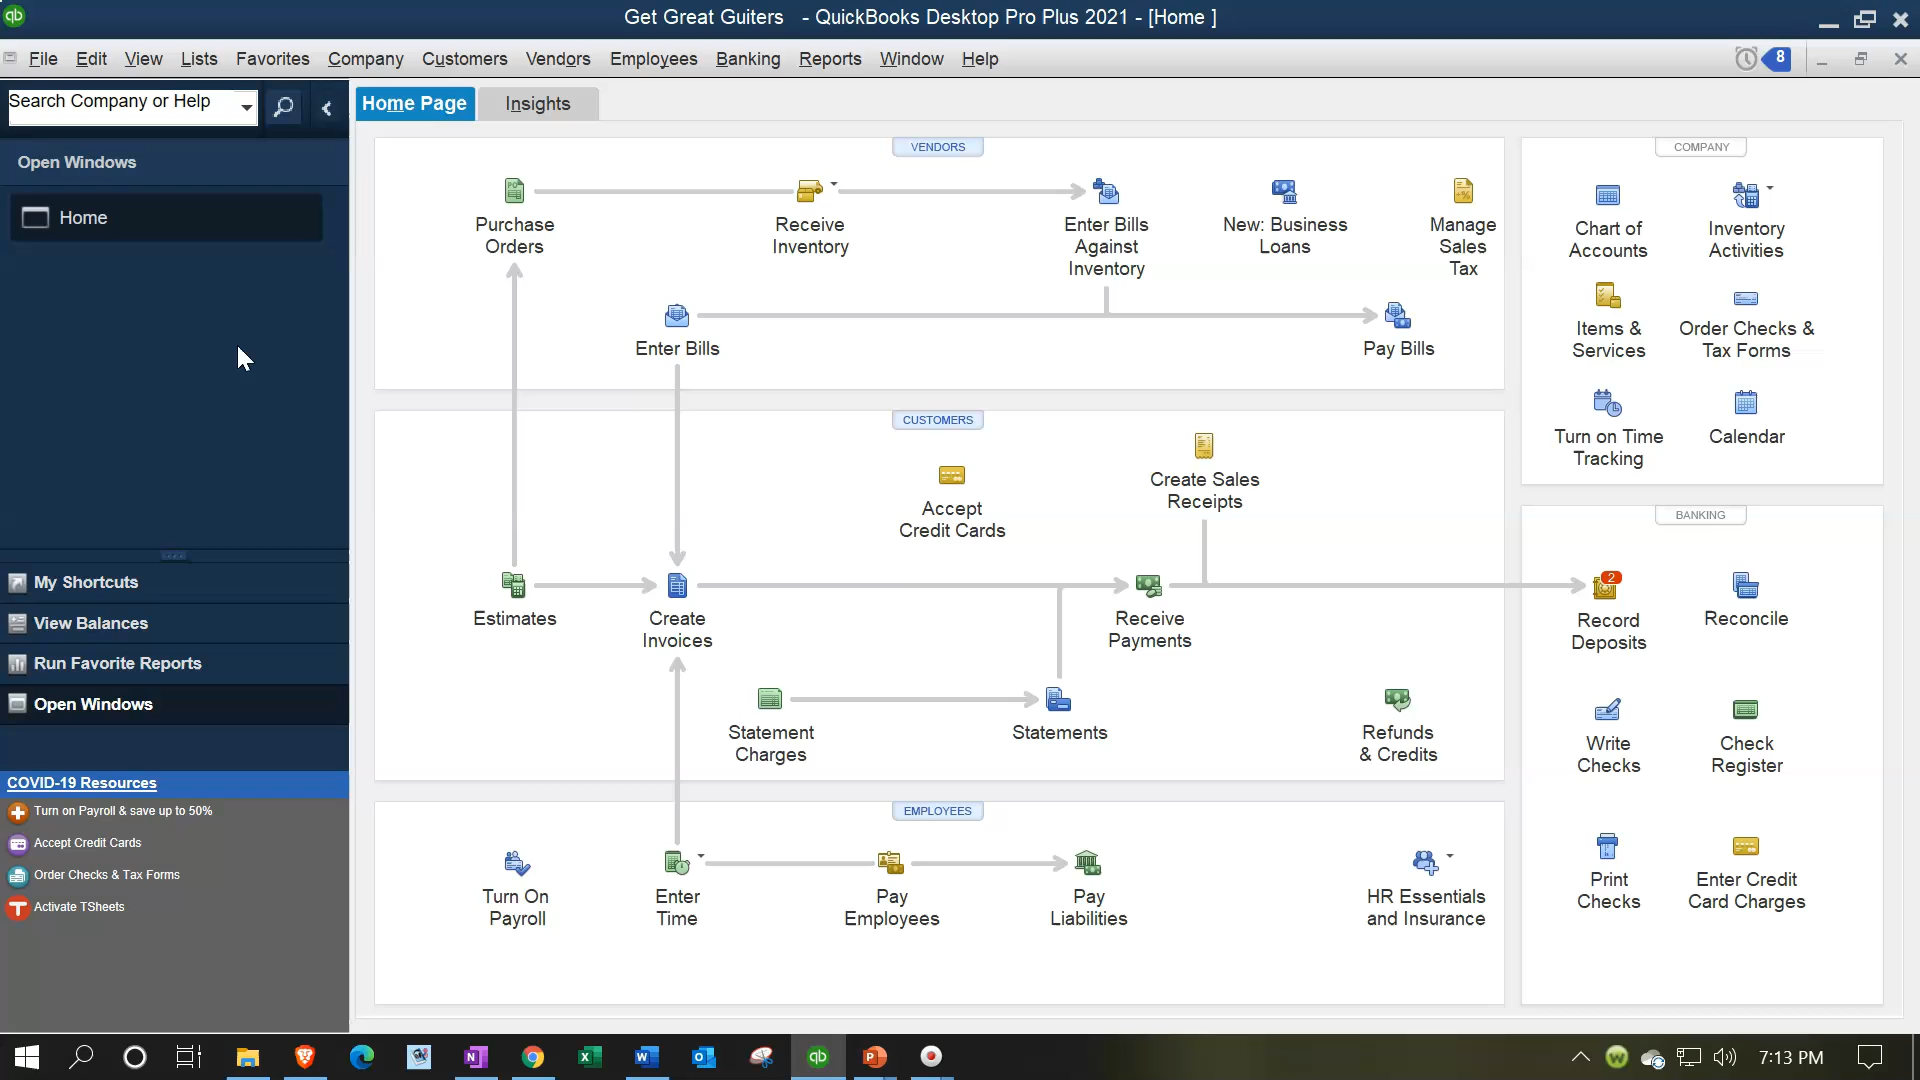 qb
Get Great Guiters - QuickBooks Desktop Pro Plus 2021 - [Home ]
File Edit View Lists Favorites Company Customers Vendors Employees Banking Reports Window Help
8
Search Company or Help
Home Page
Insights
Open Windows
Home
My Shortcuts
View Balances
Run Favorite Reports
Open Windows
COVID-19 Resources
Turn on Payroll & save up to 50%
Accept Credit Cards
Order Checks & Tax Forms
Activate TSheets
VENDORS
Purchase
Orders
Receive
Inventory
Enter Bills
Against
Inventory
New: Business
Loans
Manage
Sales
Tax
Enter Bills
Pay Bills
CUSTOMERS
Accept
Credit Cards
Create Sales
Receipts
Estimates
Create
Invoices
Receive
Payments
Statement
Charges
Statements
Refunds
& Credits
EMPLOYEES
Turn On
Payroll
Enter
Time
Pay
Employees
Pay
Liabilities
HR Essentials
and Insurance
COMPANY
Chart of
Accounts
Inventory
Activities
Items &
Services
Order Checks &
Tax Forms
Turn on Time
Tracking
Calendar
BANKING
2
Record
Deposits
Reconcile
Write
Checks
Check
Register
Print
Checks
Enter Credit
Card Charges
7:13 PM